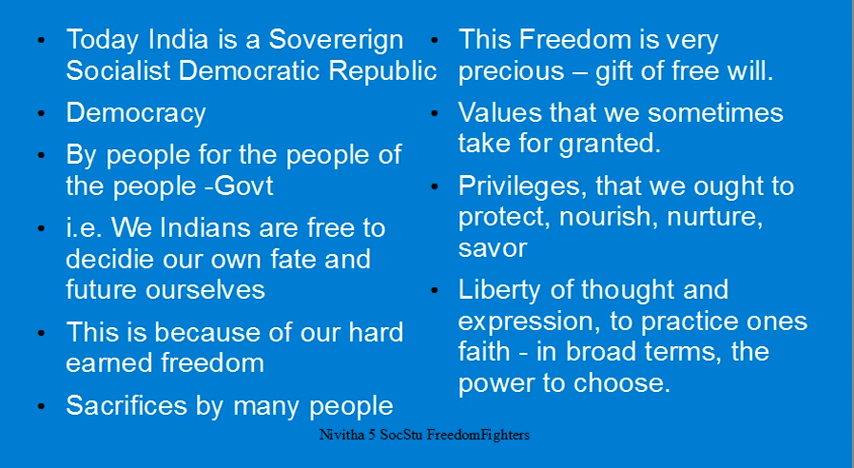 • Today India is a Sovererign
Socialist Democratic Republic
• Democracy
• By people for the people of
the people -Govt
• i.e. We Indians are free to
decidie our own fate and
future ourselves
• This is because of our hard
earned freedom
• Sacrifices by many people
• This Freedom is very
precious – gift of free will.
• Values that we sometimes
take for granted.
• Privileges, that we ought to
protect, nourish, nurture,
savor
• Liberty of thought and
expression, to practice ones
faith - in broad terms, the
power to choose.
Nivitha 5 SocStu FreedomFighters